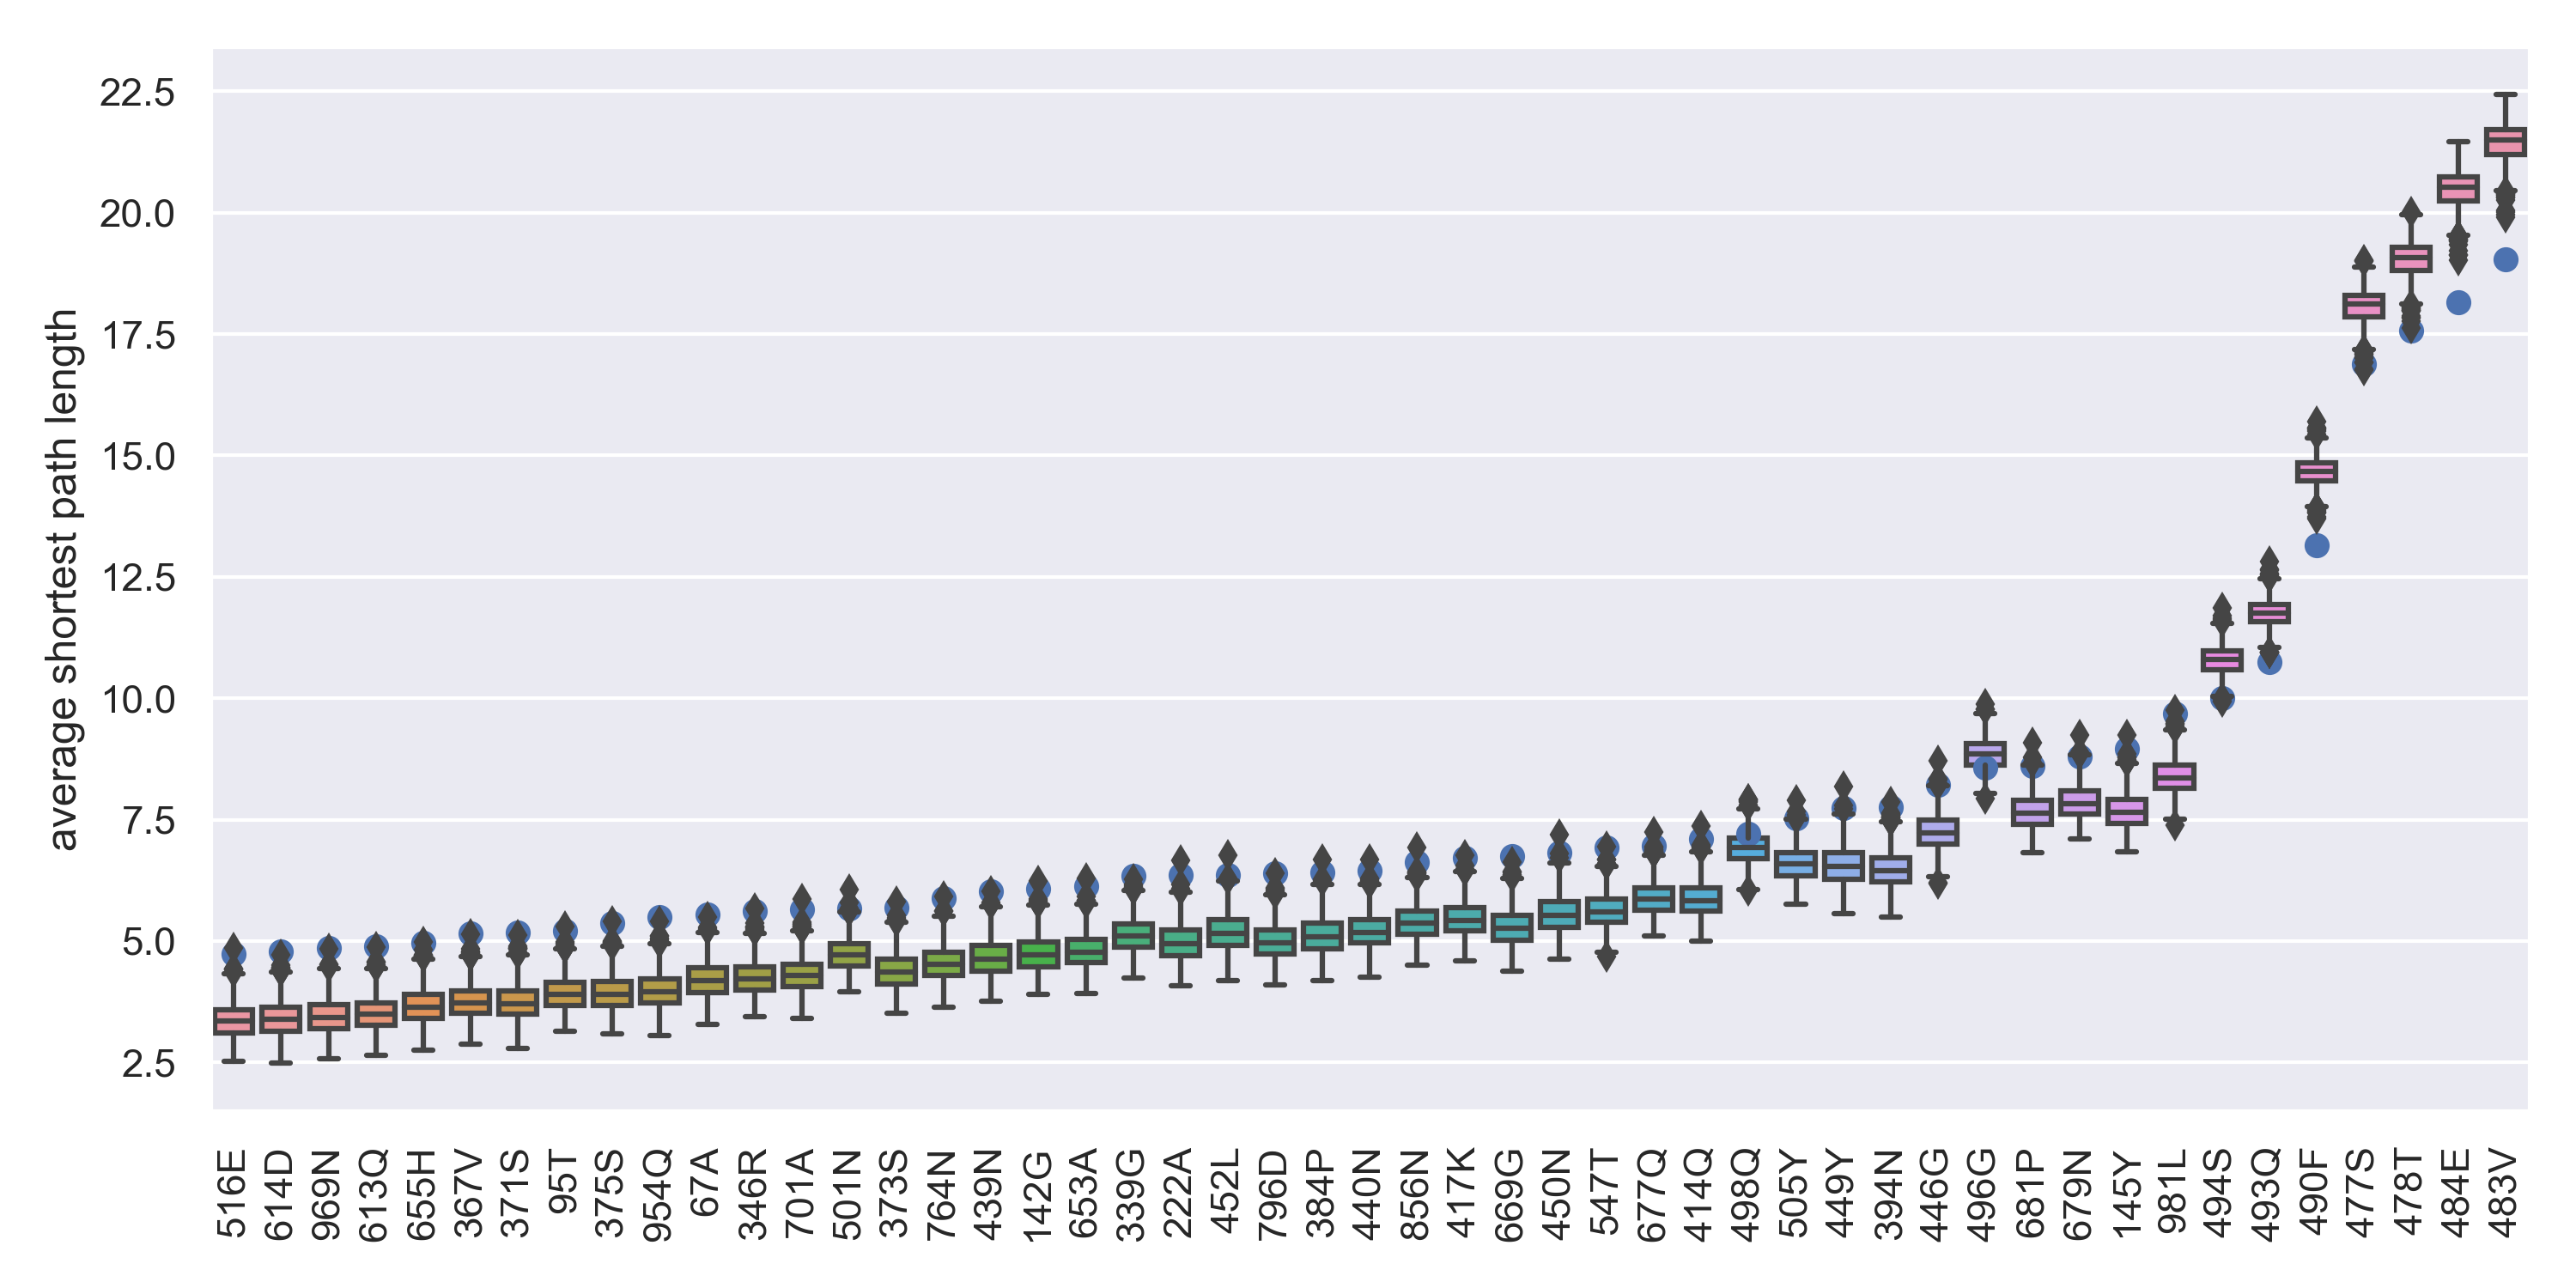 average shortest path length
22.5
20.0
17.5
15.0
12.5
10.0
7.5
5.0
2.5
516E
614D
969N
613Q
655H
367V
371S
95T
375S
954Q
67A
346R
701A
501N
373S
764N
439N
142G
653A
339G
222A
452L
796D
384P
440N
856N
417K
669G
450N
547T
677Q
414Q
498Q
505Y
449Y
394N
446G
496G
681P
679N
145Y
981L
494S
493Q
490F
477S
478T
484E
483V